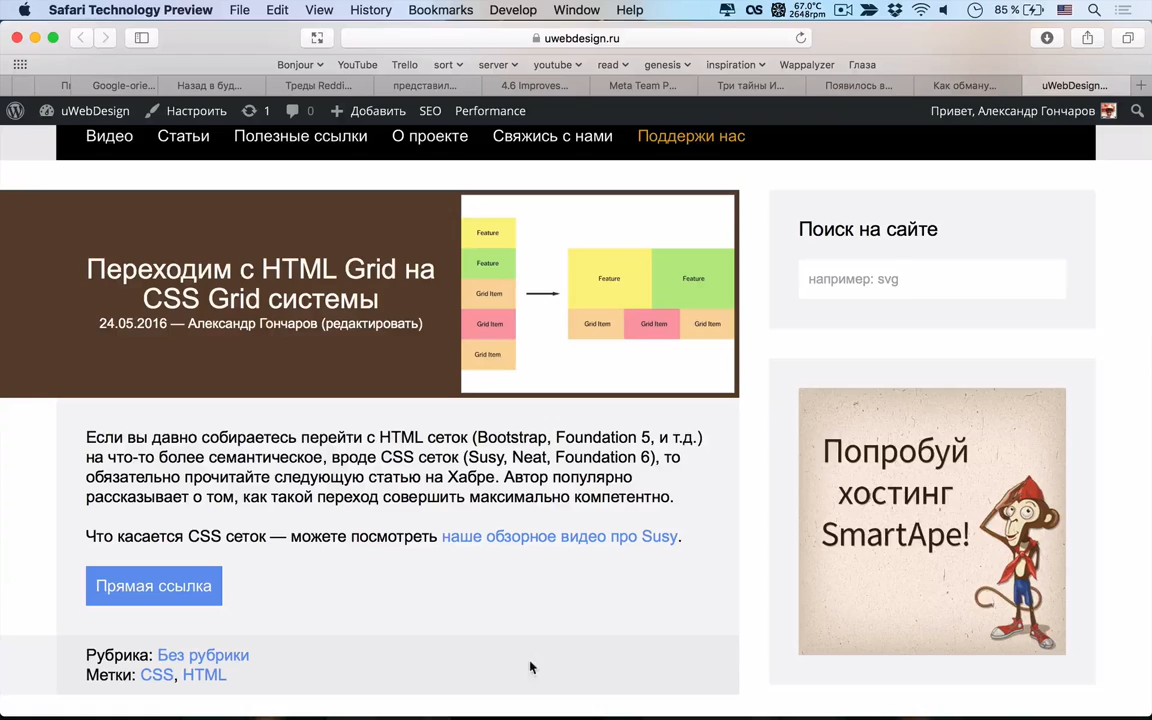 Safari Technology Preview File Edit View History Bookmarks Develop Window Help 67.0°C 2648rpm 85 %
uwebdesign.ru
Bonjour YouTube Trello sort server youtube read genesis inspiration Wappalyzer Глаза
Google-orie... Назад в буд... Треды Reddi... представил... 4.6 Improves... Meta Team P... Три тайны И... Появилось в... Как обману... uWebDesign...
uWebDesign Настроить 1 0 Добавить SEO Performance Привет, Александр Гончаров
Видео Статьи Полезные ссылки О проекте Свяжись с нами Поддержи нас
Переходим с HTML Grid на
CSS Grid системы
24.05.2016 — Александр Гончаров (редактировать)
Feature
Feature
Grid Item
Grid Item
Grid Item
Feature Feature
Grid Item Grid Item Grid Item
Если вы давно собираетесь перейти с HTML сеток (Bootstrap, Foundation 5, и т.д.)
на что-то более семантическое, вроде CSS сеток (Susy, Neat, Foundation 6), то
обязательно прочитайте следующую статью на Хабре. Автор популярно
рассказывает о том, как такой переход совершить максимально компетентно.
Что касается CSS сеток — можете посмотреть наше обзорное видео про Susy.
Прямая ссылка
Рубрика: Без рубрики
Метки: CSS, HTML
Поиск на сайте
например: svg
Попробуй
хостинг
SmartApe!